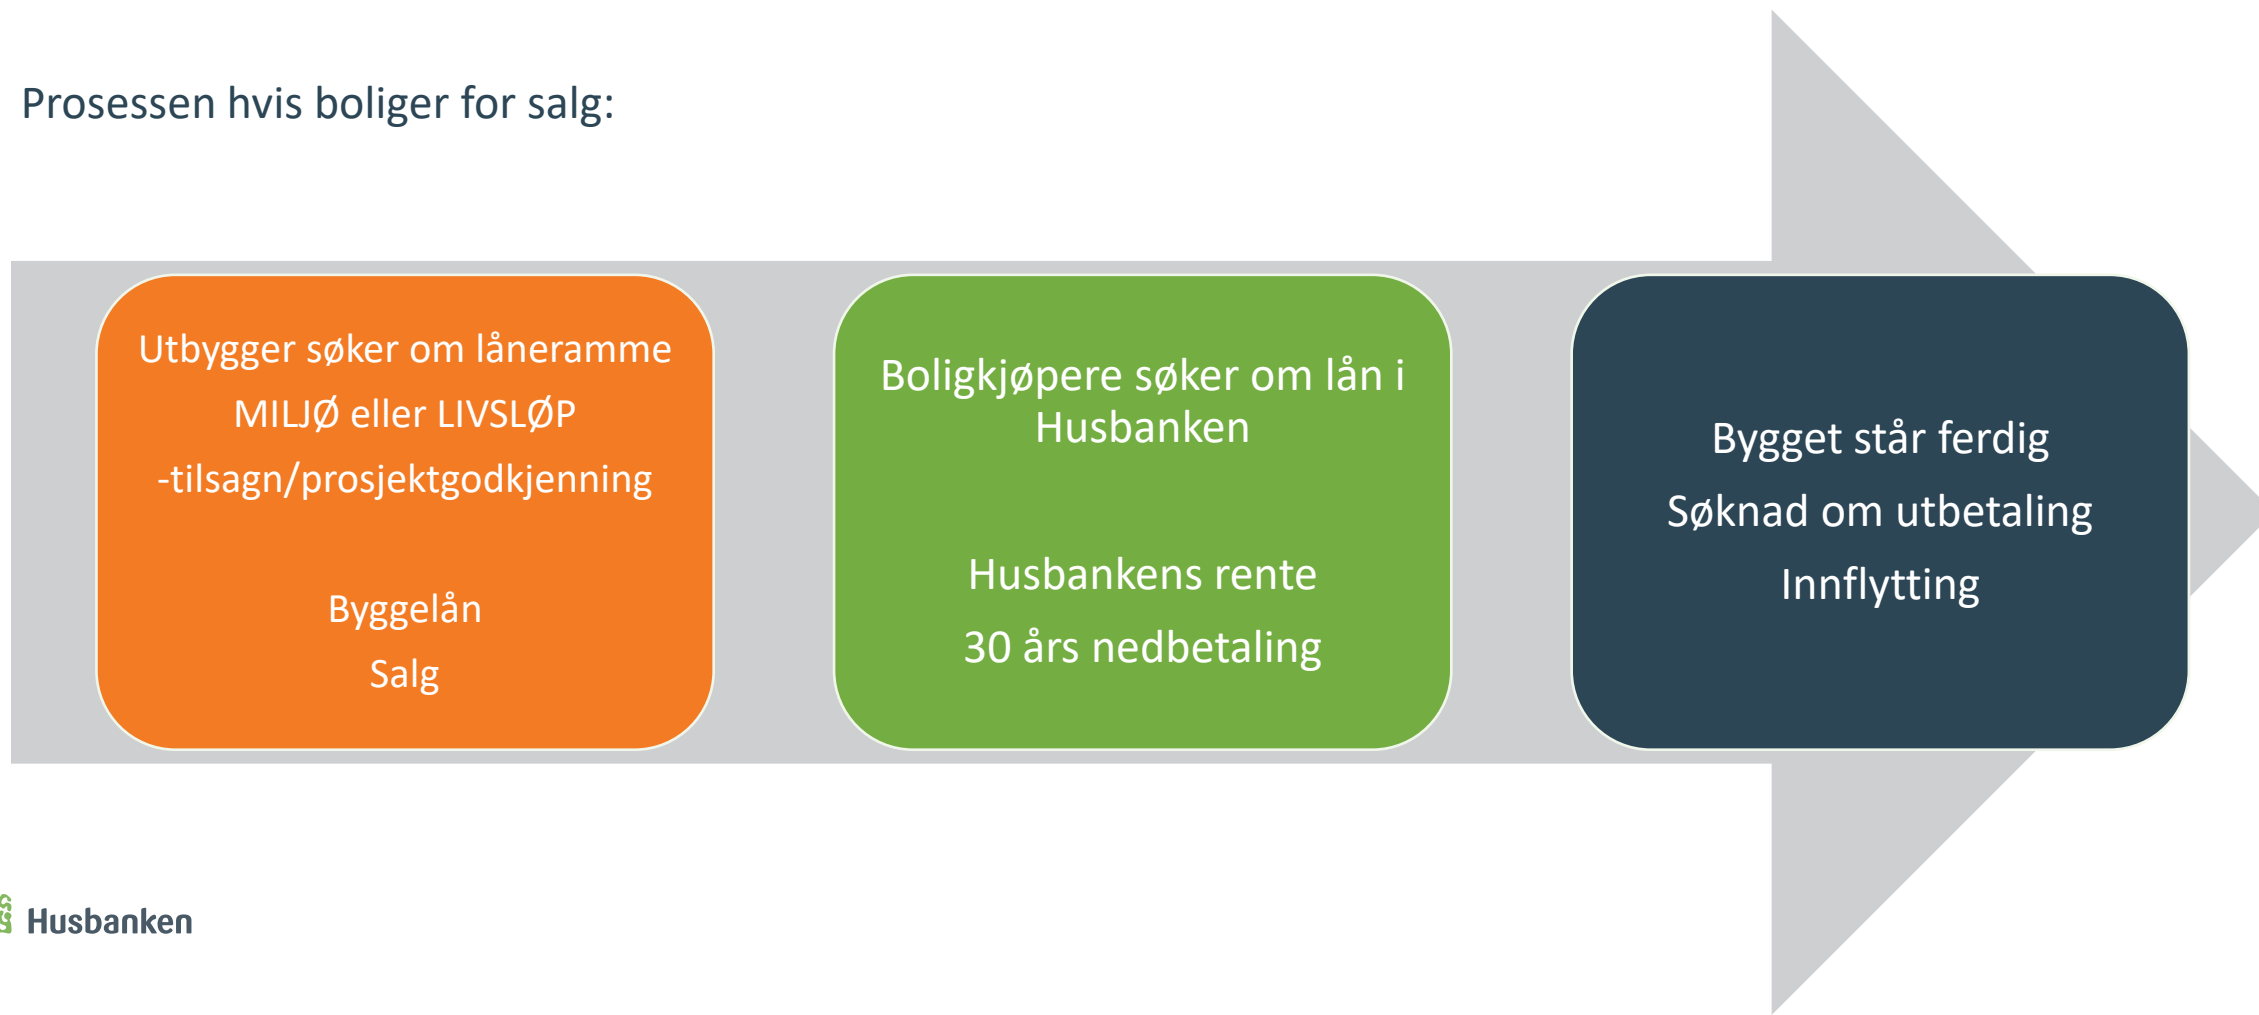 Prosessen hvis boliger for salg:
Utbygger søker om låneramme
MILJØ eller LIVSLØP
-tilsagn/prosjektgodkjenning
Byggelån
Salg
Boligkjøpere søker om lån i
Husbanken
Husbankens rente
30 års nedbetaling
Bygget står ferdig
Søknad om utbetaling
Innflytting
Husbanken